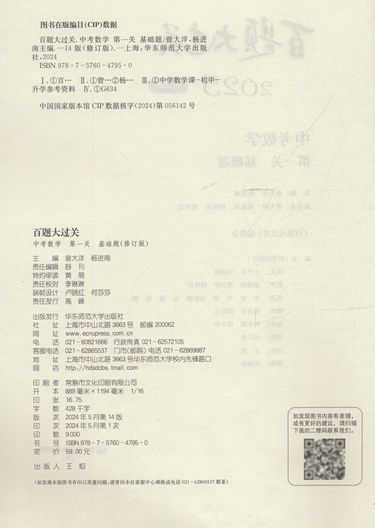 图书在版编目(CIP)数据
百题大过关.中考数学 第一关 基础题/曾大洋,杨进
南主编.—14版(修订版).—上海:华东师范大学出版
社,2024
ISBN 978-7-5760-4795-0
Ⅰ.①百… Ⅱ.①曾…②杨… Ⅲ.①中学数学课-初中-
升学参考资料 Ⅳ.①G634
中国国家版本馆CIP数据核字(2024)第056142号
百题大过关
中考数学 第一关 基础题(修订版)
主编 曾大洋 杨进南
责任编辑 舒刊
特约审读 黄易
责任校对 李琳琳
装帧设计 卢晓红 何莎莎
责任发行 高峰
出版发行 华东师范大学出版社
社址 上海市中山北路3663号 邮编 200062
网址 www.ecnupress.com.cn
电话 021-60821666 行政传真 021-62572105
客服电话 021-62865537 门市(邮购)电话 021-62869887
地址 上海市中山北路3663号华东师范大学校内先锋路口
网店 http://hdsdcbs.tmall.com
印刷者 常熟市文化印刷有限公司
开本 889毫米×1194毫米 1/16
印张 16.75
字数 428千字
版次 2024年5月第14版
印次 2024年5月第1次
印数 9000
书号 ISBN 978-7-5760-4795-0
定价 59.00元
出版人 王焰
(如发现本版图书有印订质量问题,请寄回本社客服中心调换或电话021-62865537联系)
如发现图书内容有差错,
或有更好的建议,请扫描
下面的二维码联系我们。